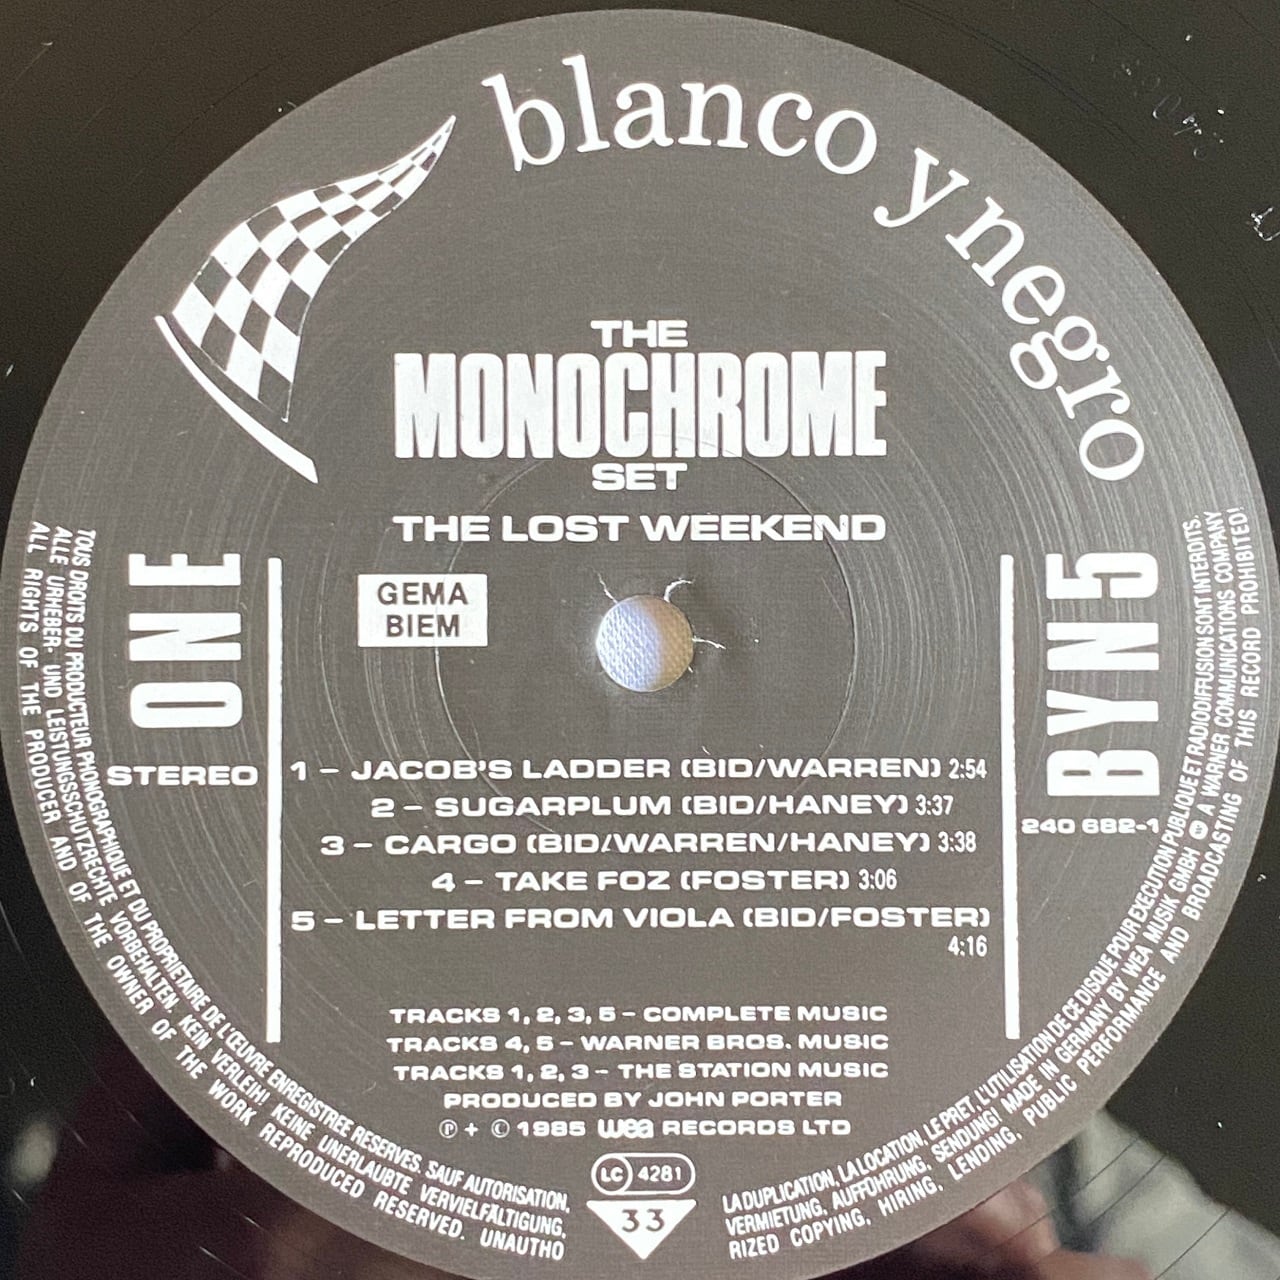 blanco y negro
THE
MONOCHROME
SET
THE LOST WEEKEND
GEMA
BIEM
ONE
STEREO
BYN5
240 682-1
1 – JACOB'S LADDER (BID/WARREN) 2:54
2 – SUGARPLUM (BID/HANEY) 3:37
3 – CARGO (BID/WARREN/HANEY) 3:38
4 – TAKE FOZ (FOSTER) 3:06
5 – LETTER FROM VIOLA (BID/FOSTER)
4:16
TRACKS 1, 2, 3, 5 – COMPLETE MUSIC
TRACKS 4, 5 – WARNER BROS. MUSIC
TRACKS 1, 2, 3 – THE STATION MUSIC
PRODUCED BY JOHN PORTER
℗ + © 1985 wea RECORDS LTD
LC 4281
33
TOUS DROITS DU PRODUCTEUR PHONOGRAPHIQUE ET DU PROPRIETAIRE DE L'ŒUVRE ENREGISTREE RESERVES. SAUF AUTORISATION, LA DUPLICATION, LA LOCATION, LE PRET, L'UTILISATION DE CE DISQUE POUR EXECUTION PUBLIQUE ET RADIODIFFUSION SONT INTERDITS.
ALLE URHEBER- UND LEISTUNGSSCHUTZRECHTE VORBEHALTEN. KEIN VERLEIH! KEINE UNERLAUBTE VERVIELFÄLTIGUNG, VERMIETUNG, AUFFÜHRUNG, SENDUNG! MADE IN GERMANY BY WEA MUSIK GMBH A WARNER COMMUNICATIONS COMPANY
ALL RIGHTS OF THE PRODUCER AND OF THE OWNER OF THE WORK REPRODUCED RESERVED. UNAUTHORIZED COPYING, HIRING, LENDING, PUBLIC PERFORMANCE AND BROADCASTING OF THIS RECORD PROHIBITED!